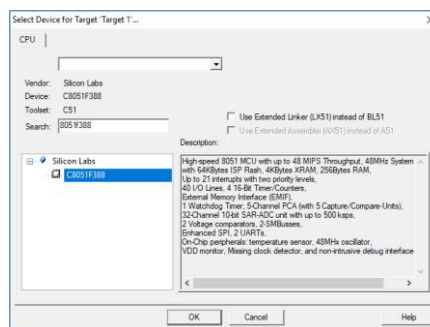 Select Device for Target 'Target 1'...
CPU
Vendor: Silicon Labs
Device: C8051F388
Toolset: C51
Search: 8051f388
Use Extended Linker (LX51) instead of BL51
Use Extended Assembler (AX51) instead of A51
Description:
Silicon Labs
C8051F388
High-speed 8051 MCU with up to 48 MIPS Throughput, 48MHz System
with 64KBytes ISP Flash, 4KBytes XRAM, 256Bytes RAM,
Up to 21 interrupts with two priority levels,
40 I/O Lines, 4 16-Bit Timer/Counters,
External Memory Interface (EMIF),
1 Watchdog Timer, 5-Channel PCA (with 5 Capture/Compare-Units),
32-Channel 10-bit SAR-ADC unit with up to 500 ksps,
2 Voltage comparators, 2-SMBusses,
Enhanced SPI, 2 UARTs,
On-Chip peripherals: temperature sensor, 48MHz oscillator,
VDD monitor, Missing clock detector, and non-intrusive debug interface
OK
Cancel
Help